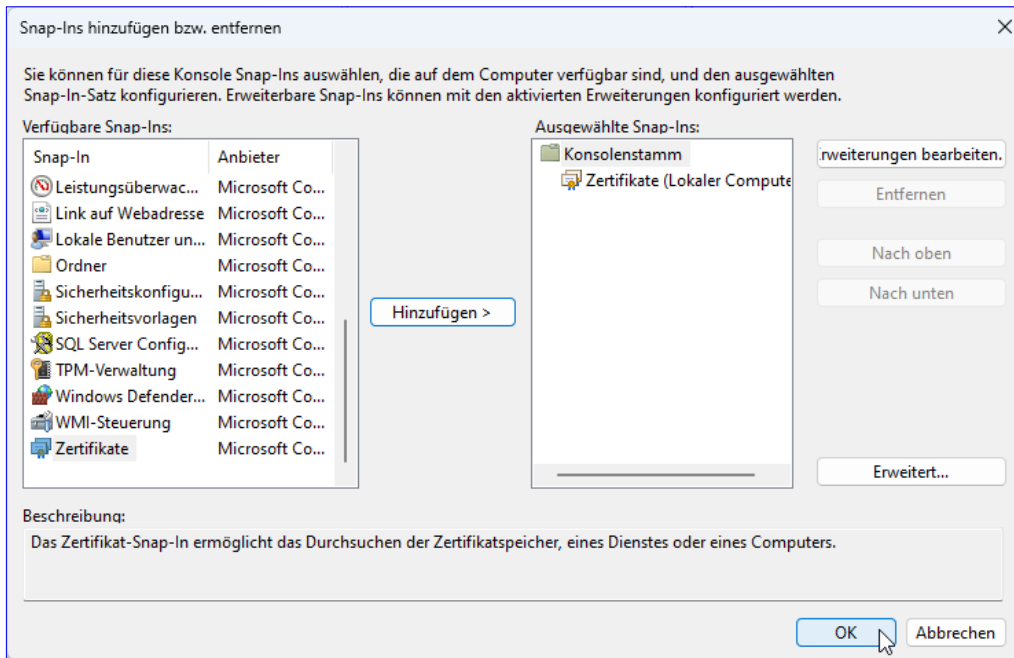 Snap-Ins hinzufügen bzw. entfernen
Sie können für diese Konsole Snap-Ins auswählen, die auf dem Computer verfügbar sind, und den ausgewählten
Snap-In-Satz konfigurieren. Erweiterbare Snap-Ins können mit den aktivierten Erweiterungen konfiguriert werden.
Verfügbare Snap-Ins:
Snap-In Anbieter
Leistungsüberwac... Microsoft Co...
Link auf Webadresse Microsoft Co...
Lokale Benutzer un... Microsoft Co...
Ordner Microsoft Co...
Sicherheitskonfigu... Microsoft Co...
Sicherheitsvorlagen Microsoft Co...
SQL Server Config... Microsoft Co...
TPM-Verwaltung Microsoft Co...
Windows Defender... Microsoft Co...
WMI-Steuerung Microsoft Co...
Zertifikate Microsoft Co...
Hinzufügen >
Ausgewählte Snap-Ins:
Konsolenstamm
Zertifikate (Lokaler Compute
rweiterungen bearbeiten.
Entfernen
Nach oben
Nach unten
Erweitert...
Beschreibung:
Das Zertifikat-Snap-In ermöglicht das Durchsuchen der Zertifikatspeicher, eines Dienstes oder eines Computers.
OK
Abbrechen